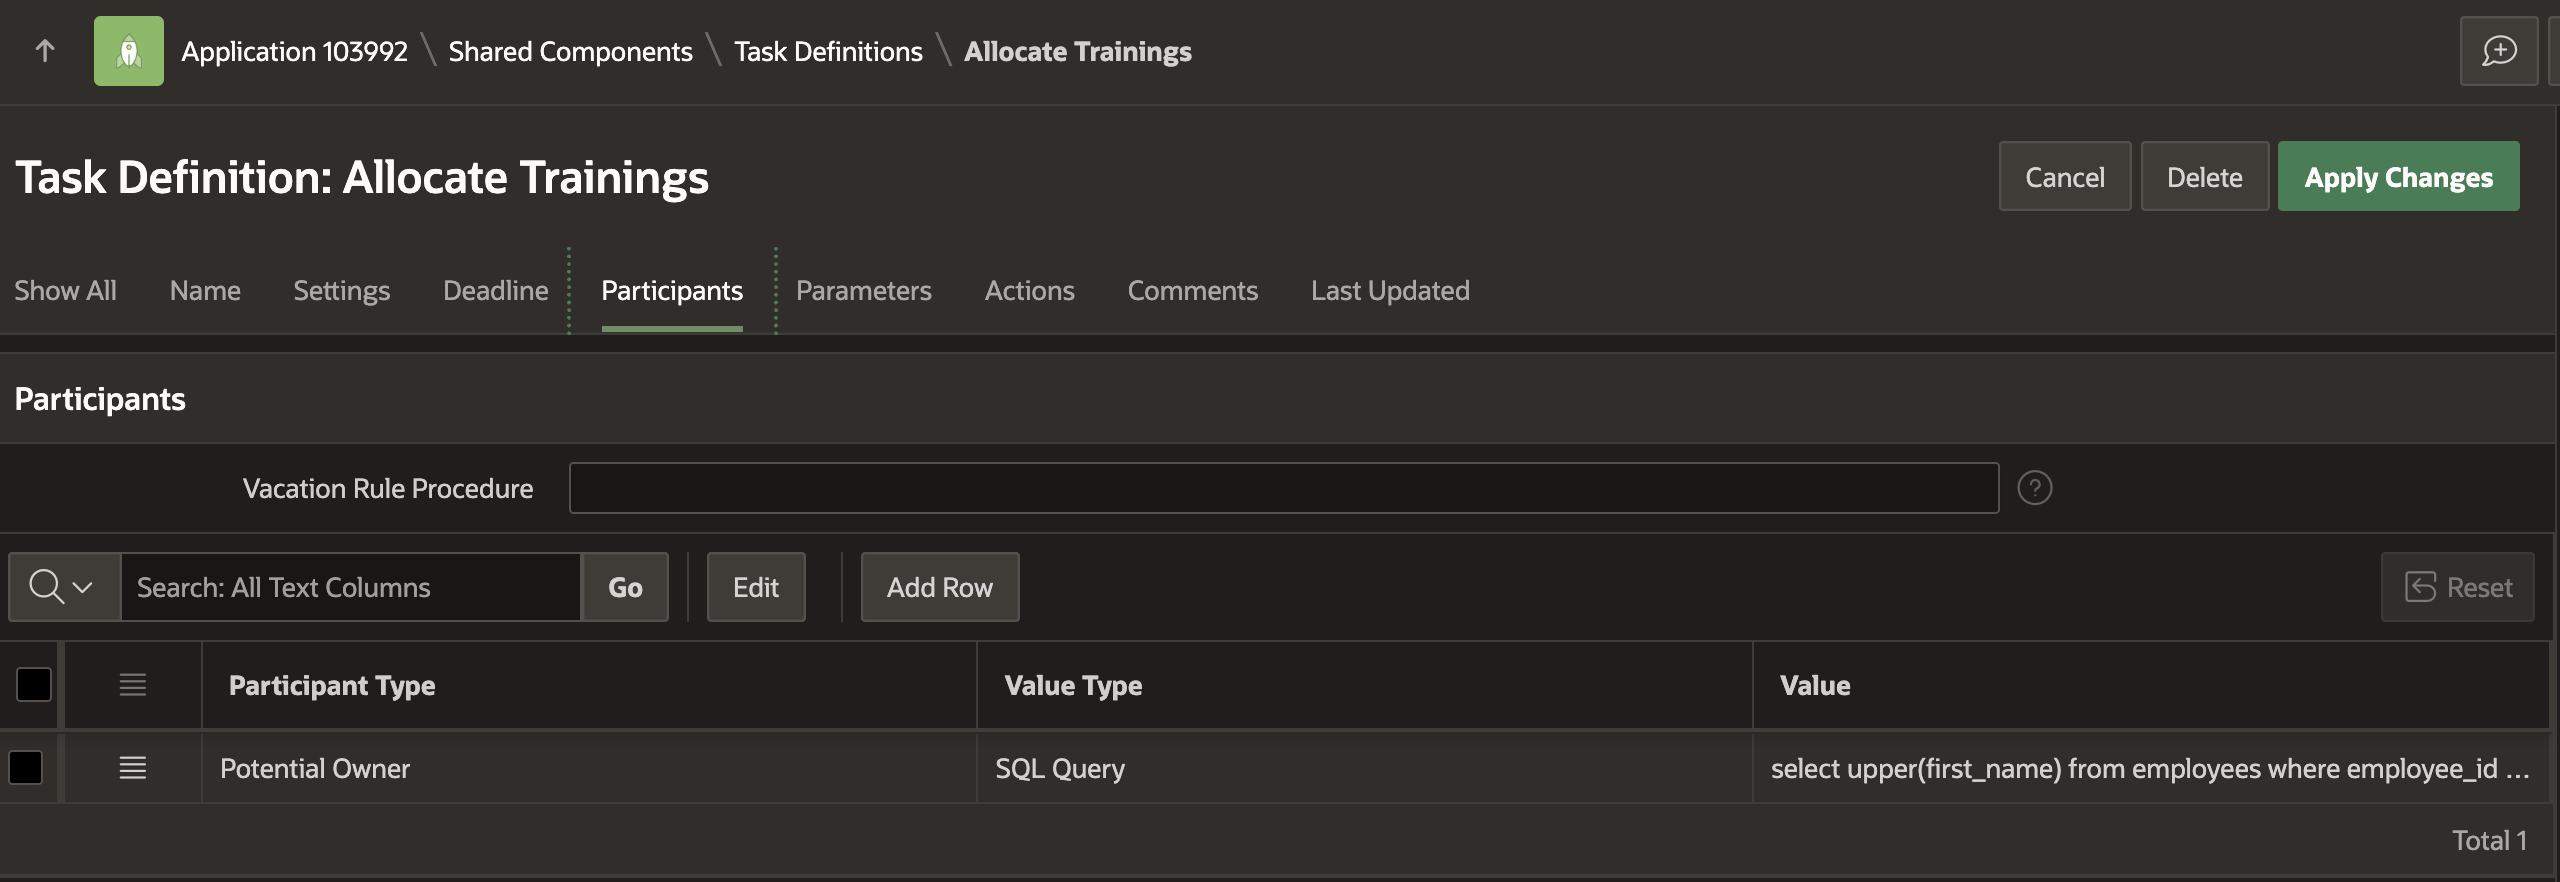 Application 103992 \ Shared Components \ Task Definitions \ Allocate Trainings
Task Definition: Allocate Trainings
Cancel
Delete
Apply Changes
Show All
Name
Settings
Deadline
Participants
Parameters
Actions
Comments
Last Updated
Participants
Vacation Rule Procedure
?
Search: All Text Columns
Go
Edit
Add Row
Reset
Participant Type
Value Type
Value
Potential Owner
SQL Query
select upper(first_name) from employees where employee_id ...
Total 1